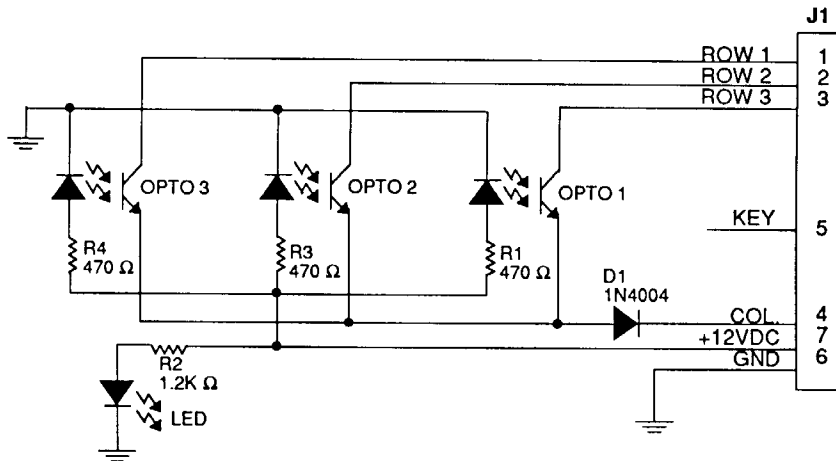 J1
ROW 1 1
ROW 2 2
ROW 3 3
OPTO 3
OPTO 2
OPTO 1
KEY 5
R4
470 Ω
R3
470 Ω
R1
470 Ω
D1
1N4004
COL. 4
+12VDC 7
GND 6
R2
1.2K Ω
LED